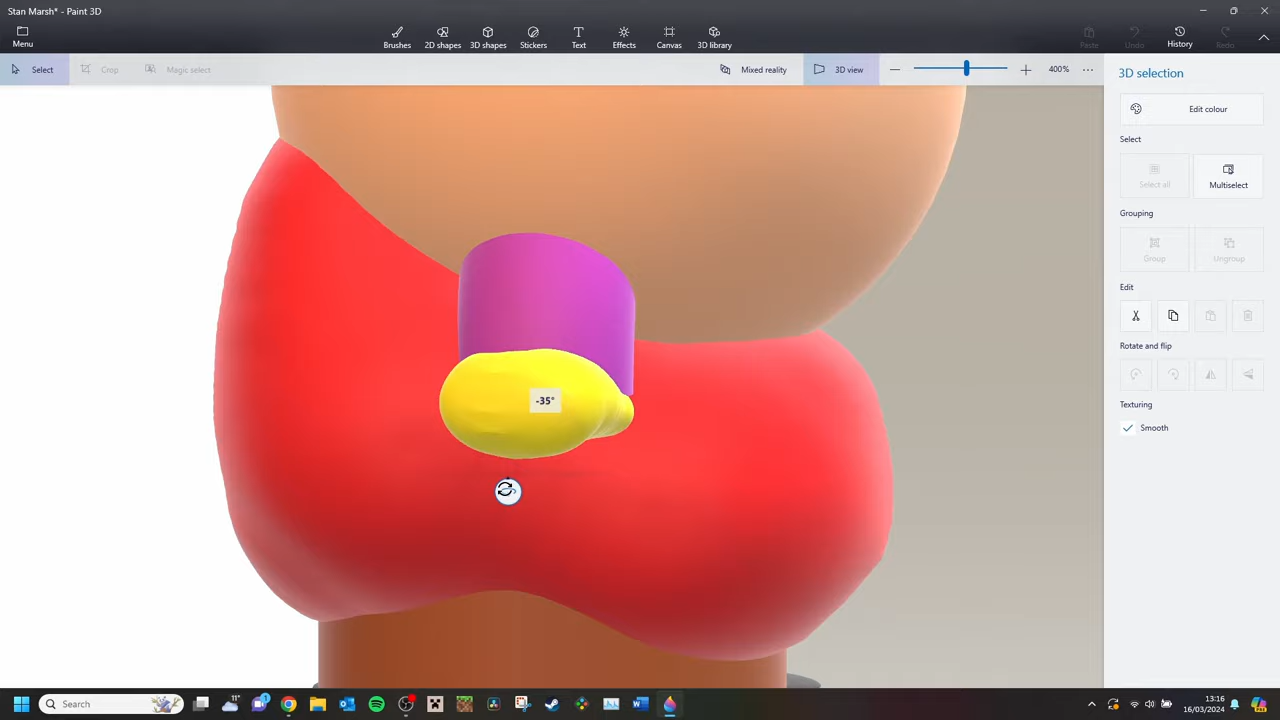 Stan Marsh* - Paint 3D
Menu
Brushes
2D shapes
3D shapes
Stickers
Text
Effects
Canvas
3D library
Paste
Undo
History
Redo
Select
Crop
Magic select
Mixed reality
3D view
400%
3D selection
Edit colour
Select
Select all
Multiselect
Grouping
Group
Ungroup
Edit
Rotate and flip
Texturing
Smooth
-35°
Search
11°
1
13:16
16/03/2024